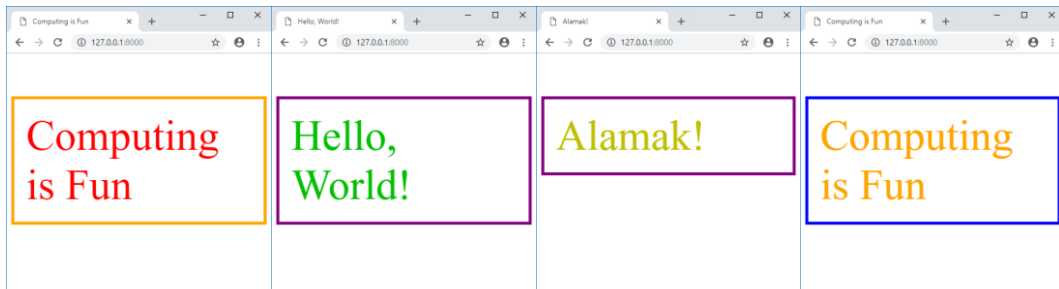 Computing is Fun
127.0.0.1:8000
Computing
is Fun
Hello, World!
127.0.0.1:8000
Hello,
World!
Alamak!
127.0.0.1:8000
Alamak!
Computing is Fun
127.0.0.1:8000
Computing
is Fun